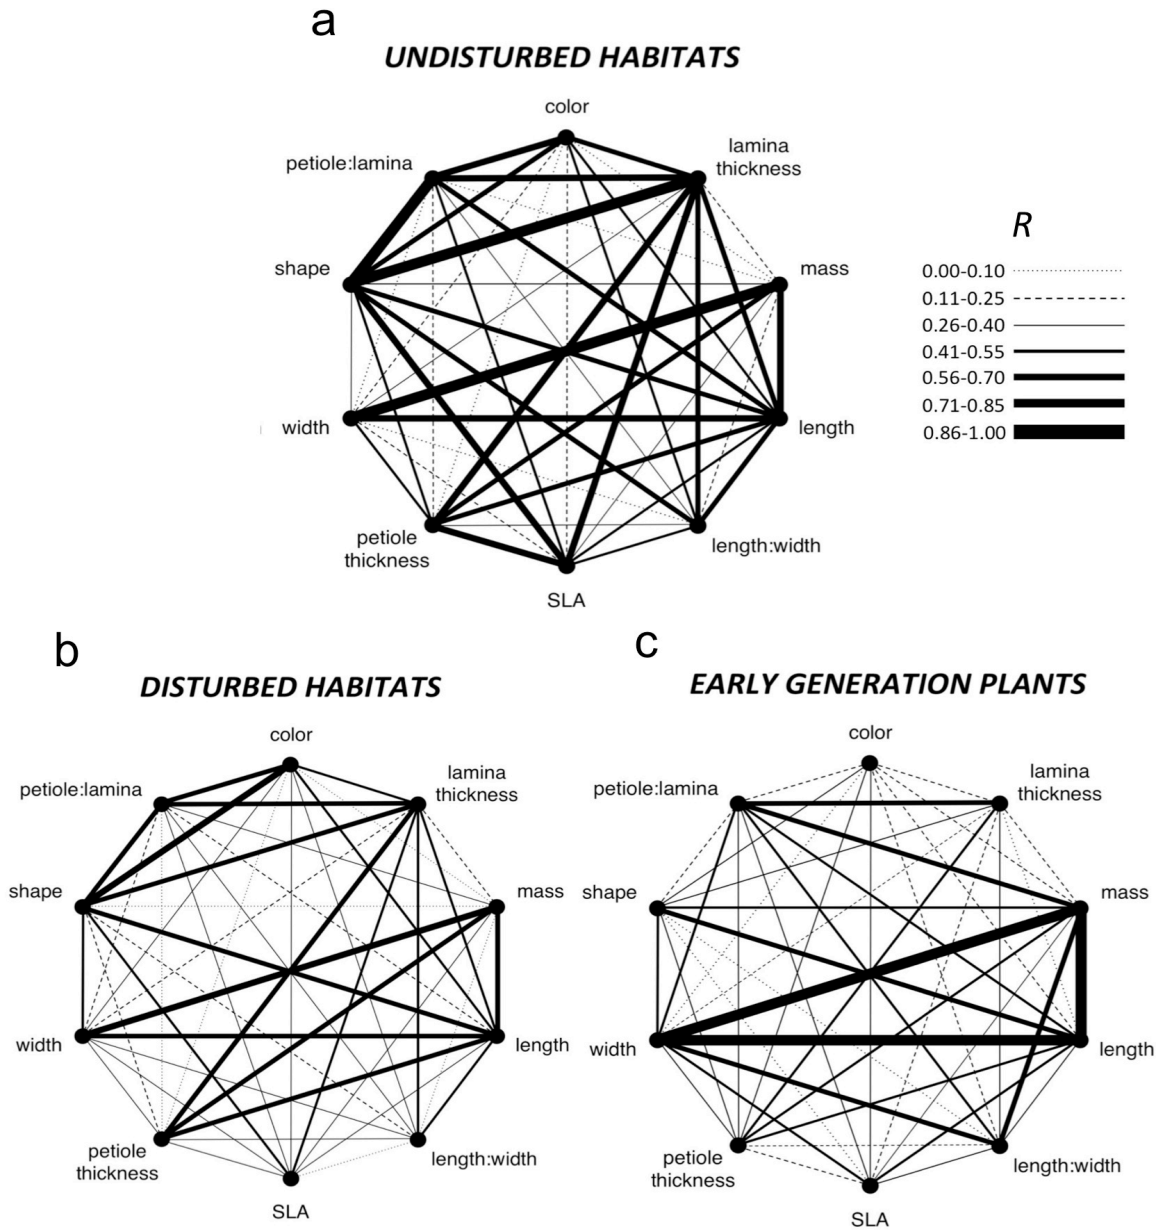 a
UNDISTURBED HABITATS
color
petiole:lamina
lamina
thickness
shape
mass
width
length
petiole
thickness
length:width
SLA
R
0.00-0.10
0.11-0.25
0.26-0.40
0.41-0.55
0.56-0.70
0.71-0.85
0.86-1.00
b
DISTURBED HABITATS
color
petiole:lamina
lamina
thickness
shape
mass
width
length
petiole
thickness
length:width
SLA
c
EARLY GENERATION PLANTS
color
petiole:lamina
lamina
thickness
shape
mass
width
length
petiole
thickness
length:width
SLA